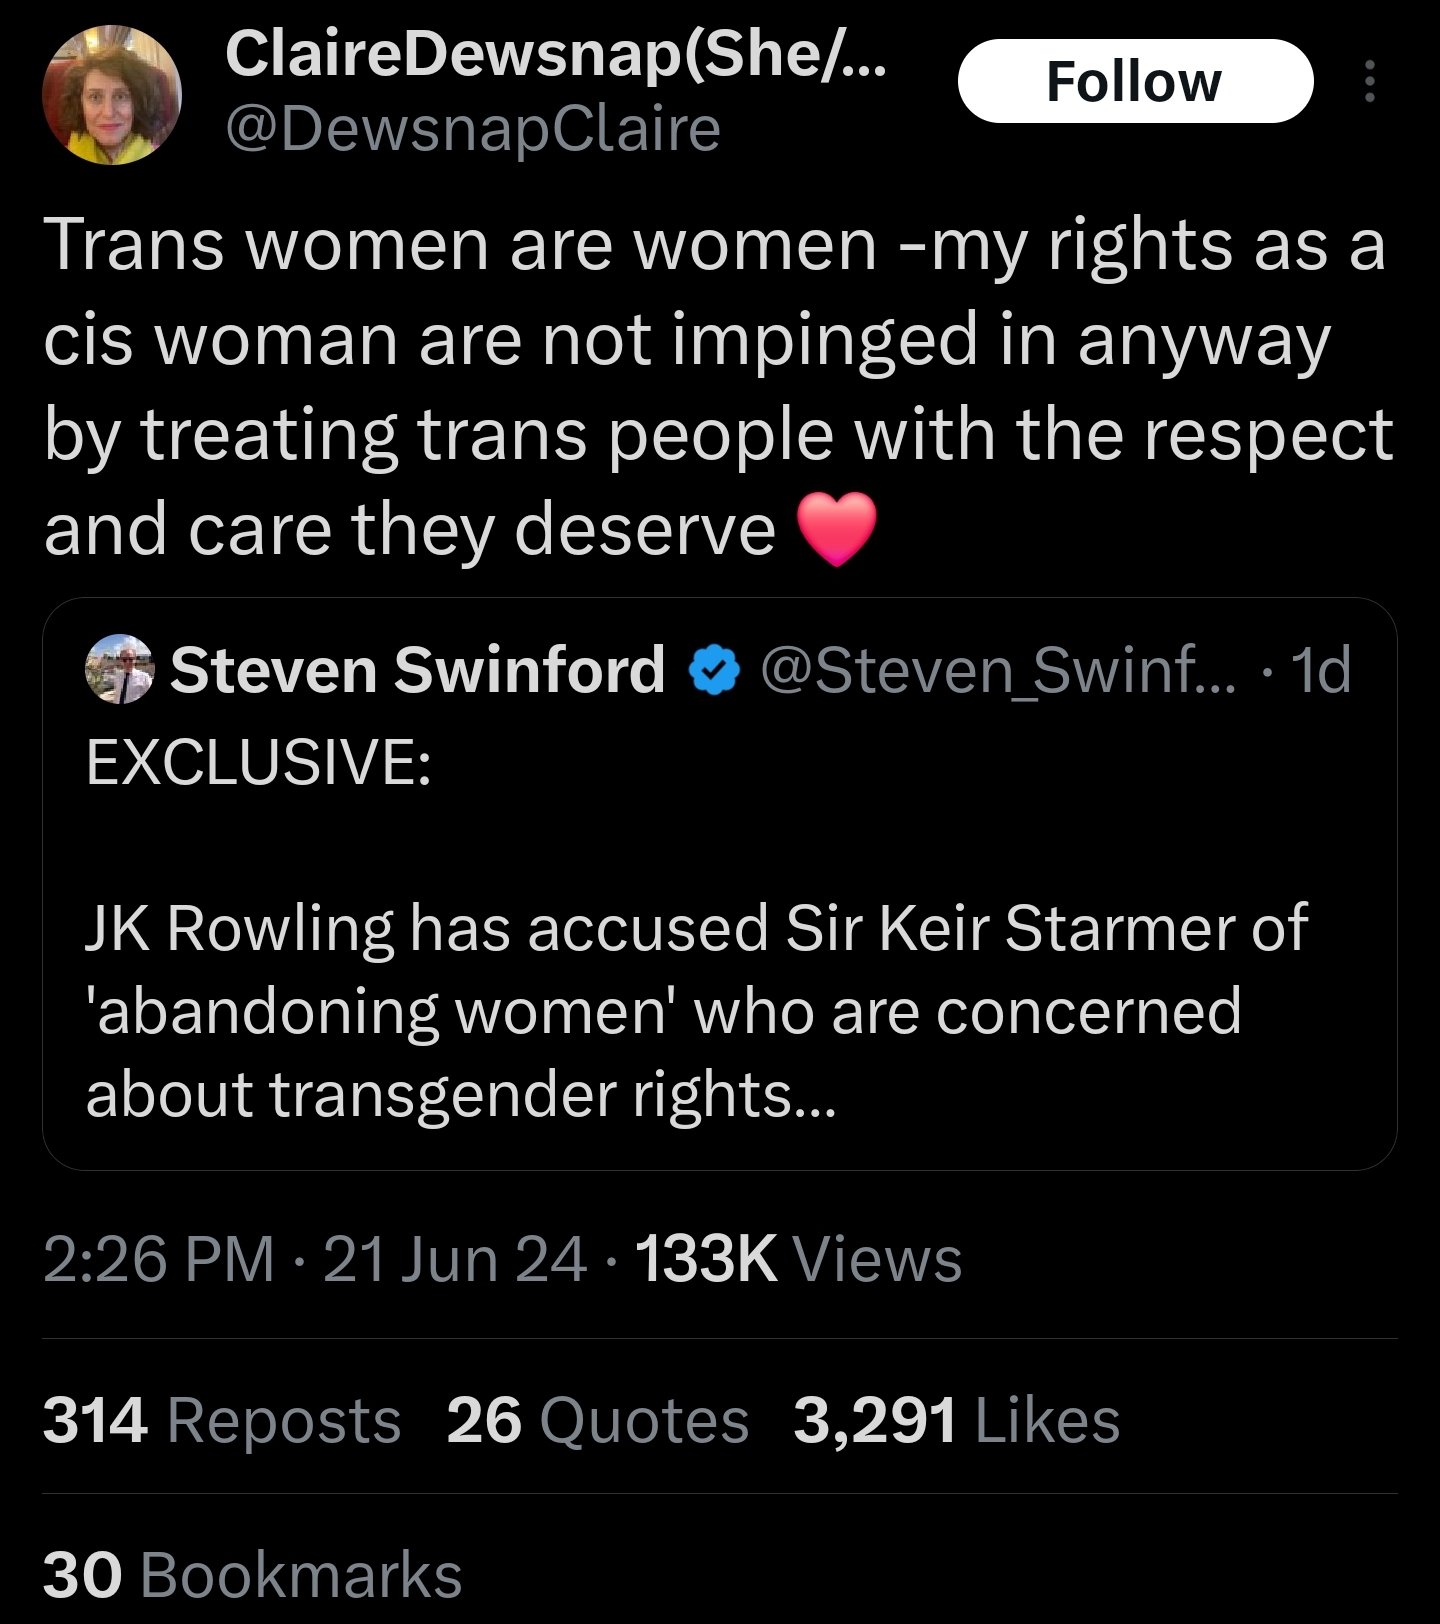 ClaireDewsnap(She/...
Follow
@DewsnapClaire
Trans women are women -my rights as a
cis woman are not impinged in anyway
by treating trans people with the respect
and care they deserve ❤️
Steven Swinford @Steven_Swinf... · 1d
EXCLUSIVE:
JK Rowling has accused Sir Keir Starmer of
'abandoning women' who are concerned
about transgender rights...
2:26 PM · 21 Jun 24 · 133K Views
314 Reposts 26 Quotes 3,291 Likes
30 Bookmarks